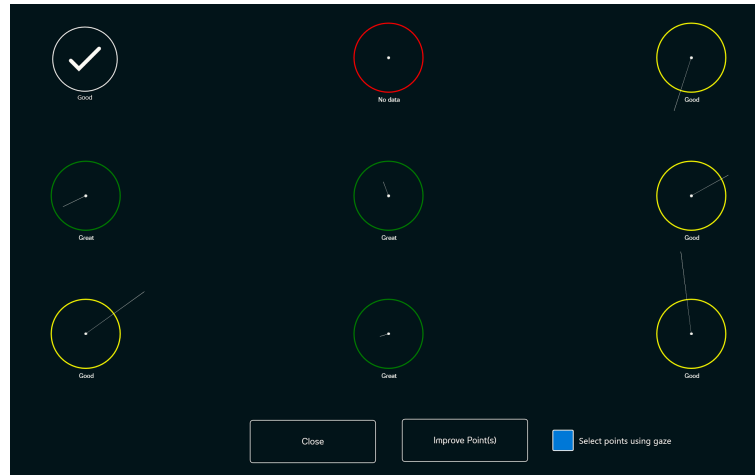 Good
No data
Good
Great
Great
Good
Good
Great
Good
Close
Improve Point(s)
Select points using gaze